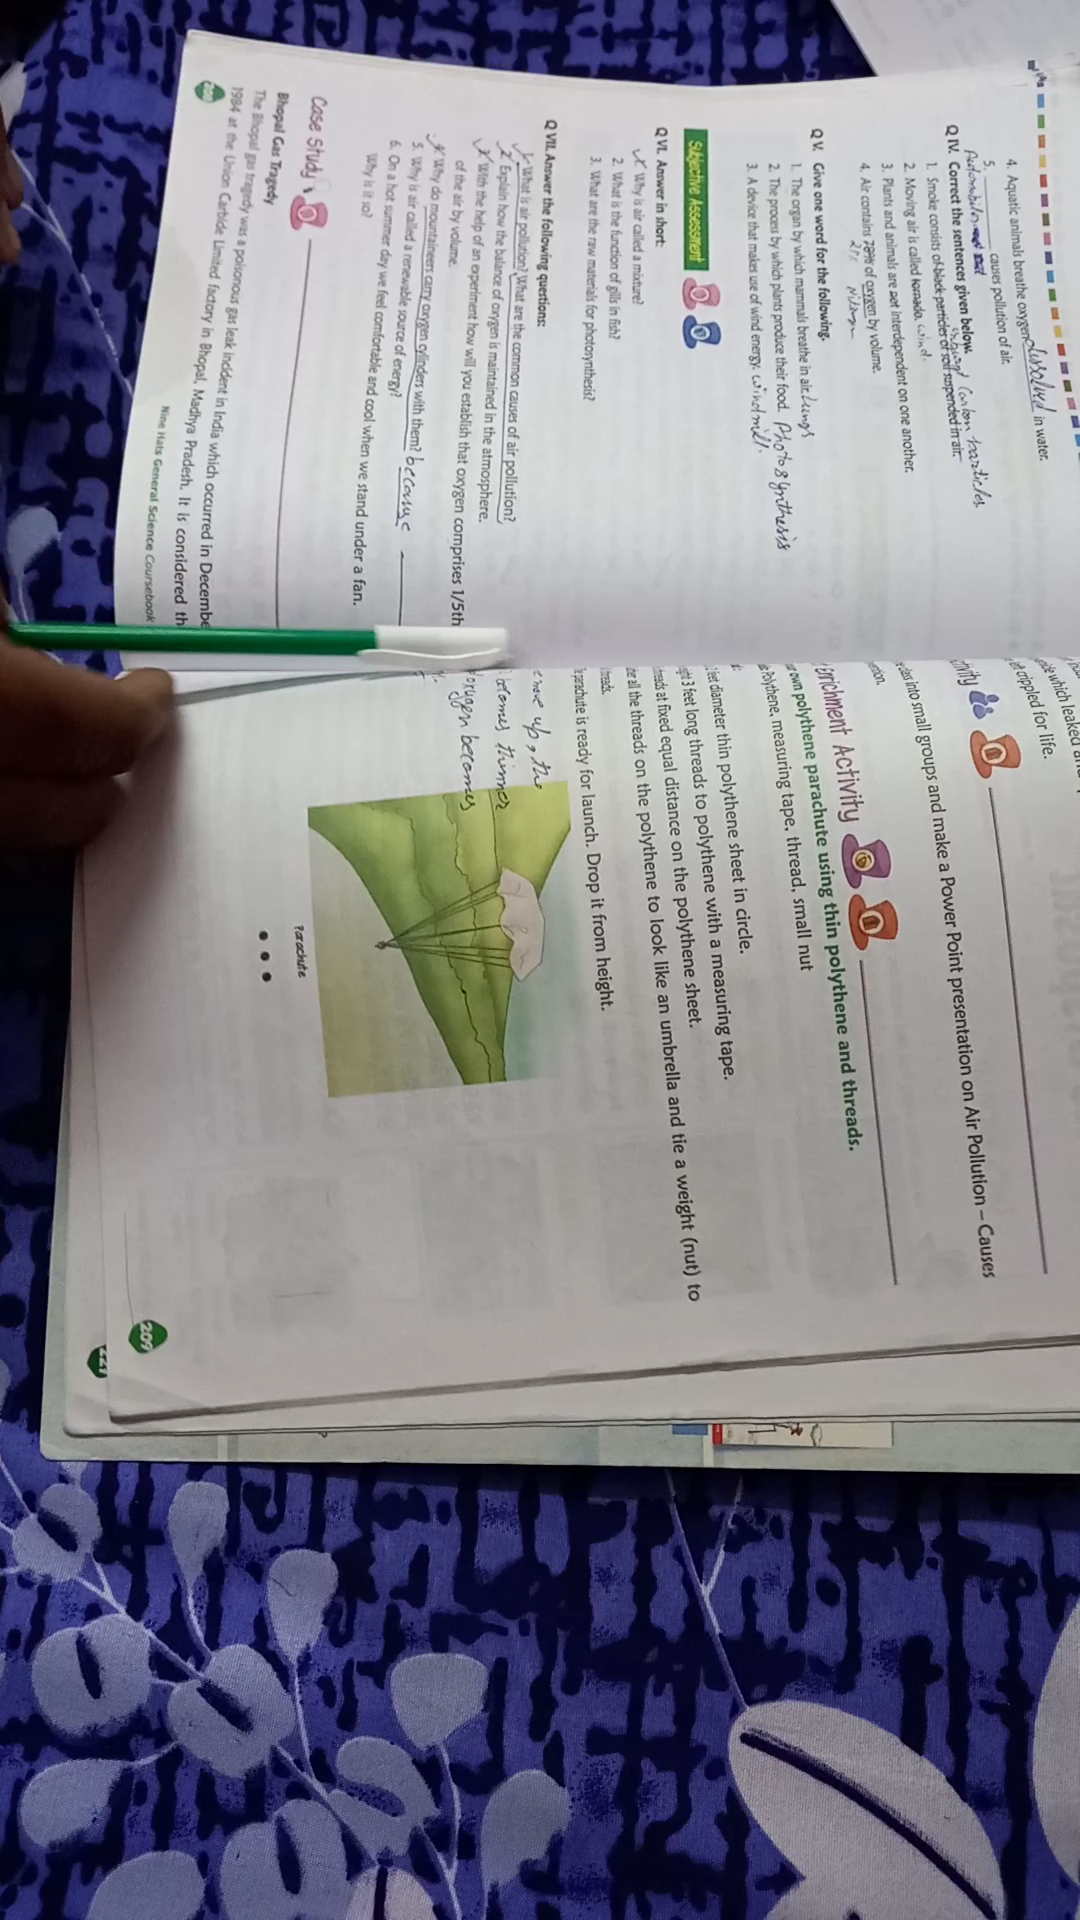 4. Aquatic animals breathe oxygen dissolved in water.
5. ______ causes pollution of air.
Q IV. Correct the sentences given below.
1. Smoke consists of black particles of soil suspended in air.
carbon particles
2. Moving air is called tornado. wind.
3. Plants and animals are not interdependent on one another.
4. Air contains 78% of oxygen by volume.
Q V. Give one word for the following.
1. The organ by which mammals breathe in air. Lungs
2. The process by which plants produce their food. Photosynthesis
3. A device that makes use of wind energy. windmill.
Subjective Assessment
Q VI. Answer in short:
1. Why is air called a mixture?
2. What is the function of gills in fish?
3. What are the raw materials for photosynthesis?
Q VII. Answer the following questions:
1. What is air pollution? What are the common causes of air pollution?
2. Explain how the balance of oxygen is maintained in the atmosphere.
3. With the help of an experiment how will you establish that oxygen comprises 1/5th
of the air by volume.
4. Why do mountaineers carry oxygen cylinders with them? because
5. Why is air called a renewable source of energy?
6. On a hot summer day we feel comfortable and cool when we stand under a fan.
Why is it so?
Case Study
Bhopal Gas Tragedy
The Bhopal gas tragedy was a poisonous gas leak incident in India which occurred in Decembe
1984 at the Union Carbide Limited factory in Bhopal, Madhya Pradesh. It is considered th
Nine Hats General Science Coursebook
which leaked
crippled for life.
class into small groups and make a Power Point presentation on Air Pollution – Causes
Enrichment Activity
own polythene parachute using thin polythene and threads.
Polythene, measuring tape, thread, small nut
feet diameter thin polythene sheet in circle.
3 feet long threads to polythene with a measuring tape.
threads at fixed equal distance on the polythene sheet.
all the threads on the polythene to look like an umbrella and tie a weight (nut) to
threads.
parachute is ready for launch. Drop it from height.
up, the
becomes thinner
oxygen becomes
Parachute
209